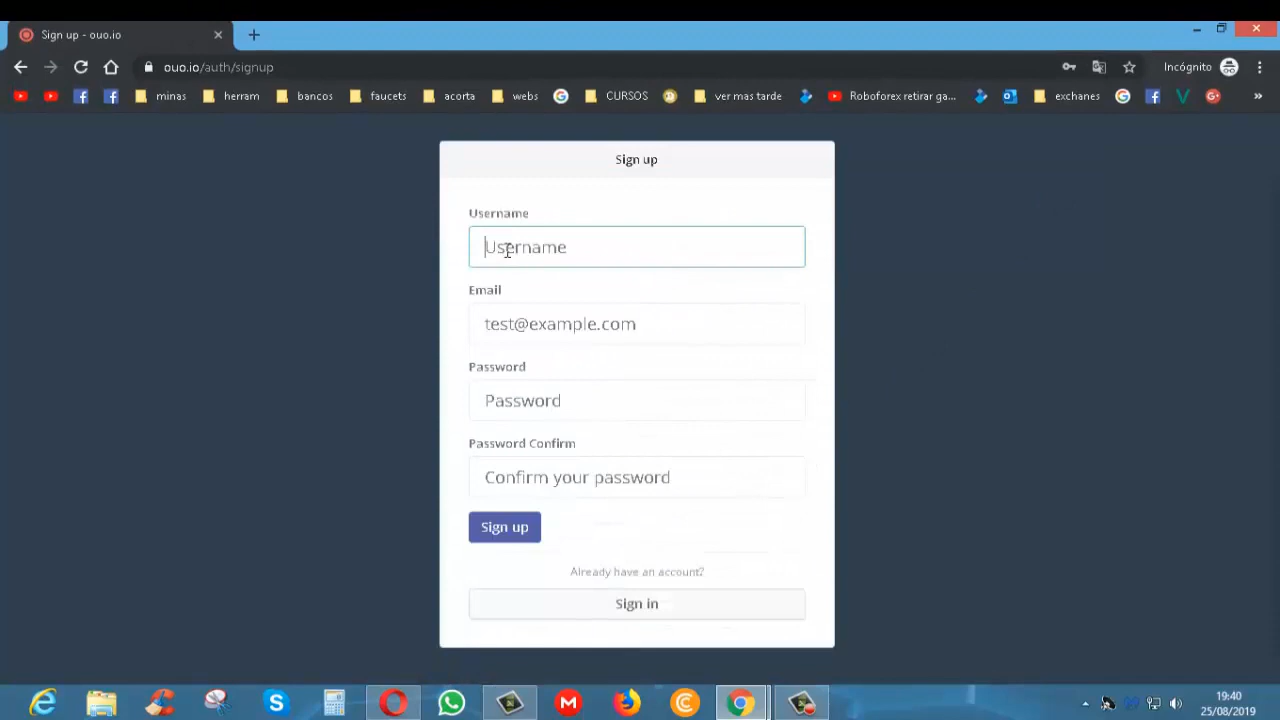 Sign up - ouo.io
ouo.io/auth/signup
Incógnito
minas
herram
bancos
faucets
acorta
webs
CURSOS
ver mas tarde
Roboforex retirar ga...
exchanes
»
Sign up
Username
Username
Email
test@example.com
Password
Password
Password Confirm
Confirm your password
Sign up
Already have an account?
Sign in
19:40
25/08/2019